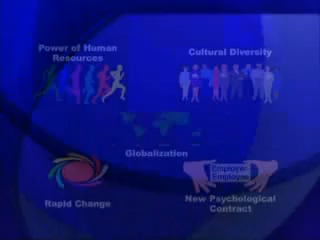 Power of Human
Resources
Cultural Diversity
Globalization
Employer-
Employee
Rapid Change
New Psychological
Contract